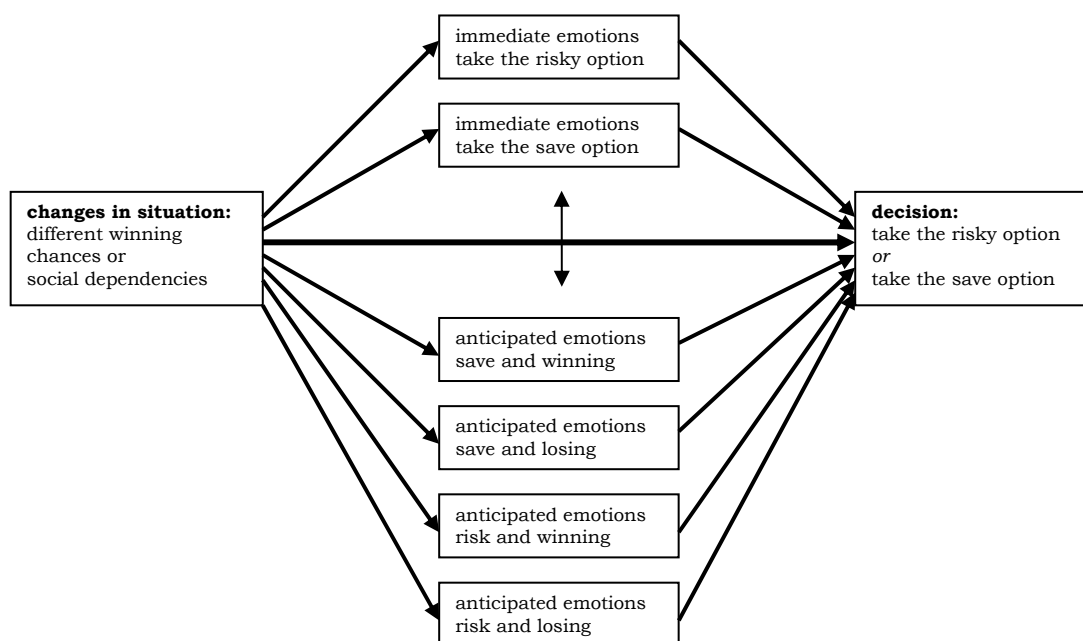 immediate emotions
take the risky option
immediate emotions
take the save option
changes in situation:
different winning
chances or
social dependencies
decision:
take the risky option
or
take the save option
anticipated emotions
save and winning
anticipated emotions
save and losing
anticipated emotions
risk and winning
anticipated emotions
risk and losing